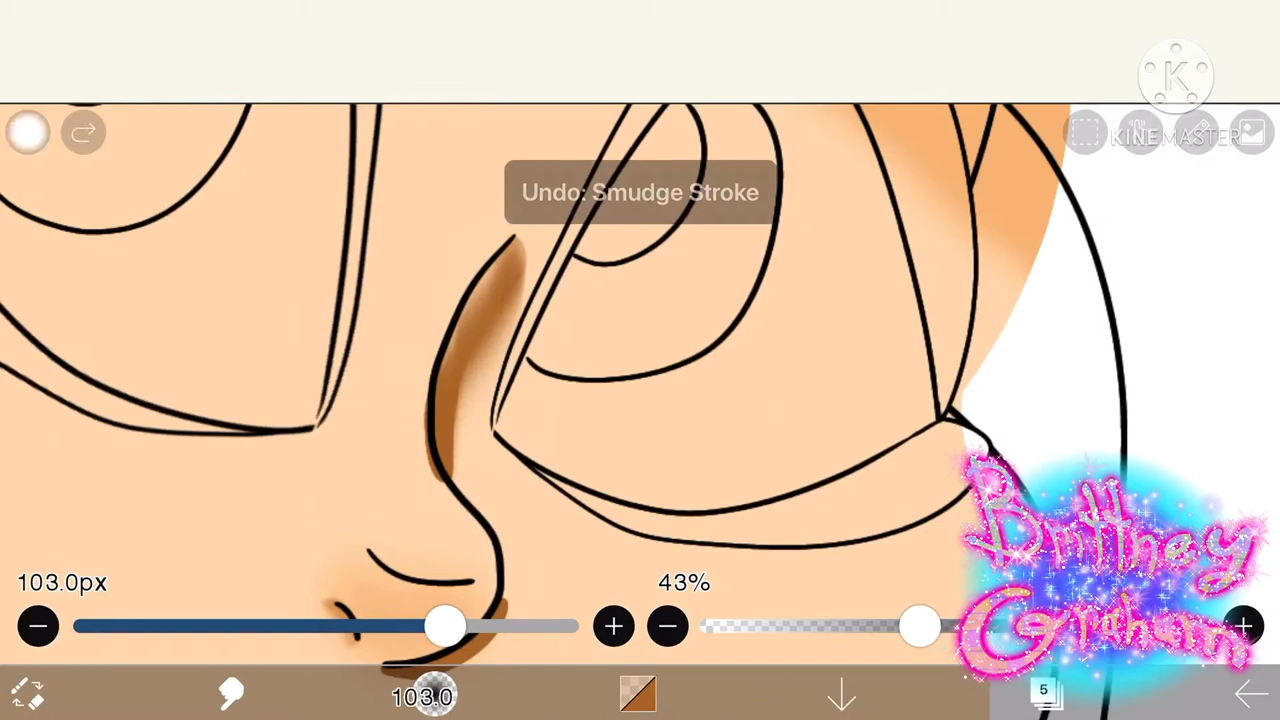 KINEMASTER
Undo: Smudge Stroke
103.0px
43%
Brittney
Graham
103.0
5